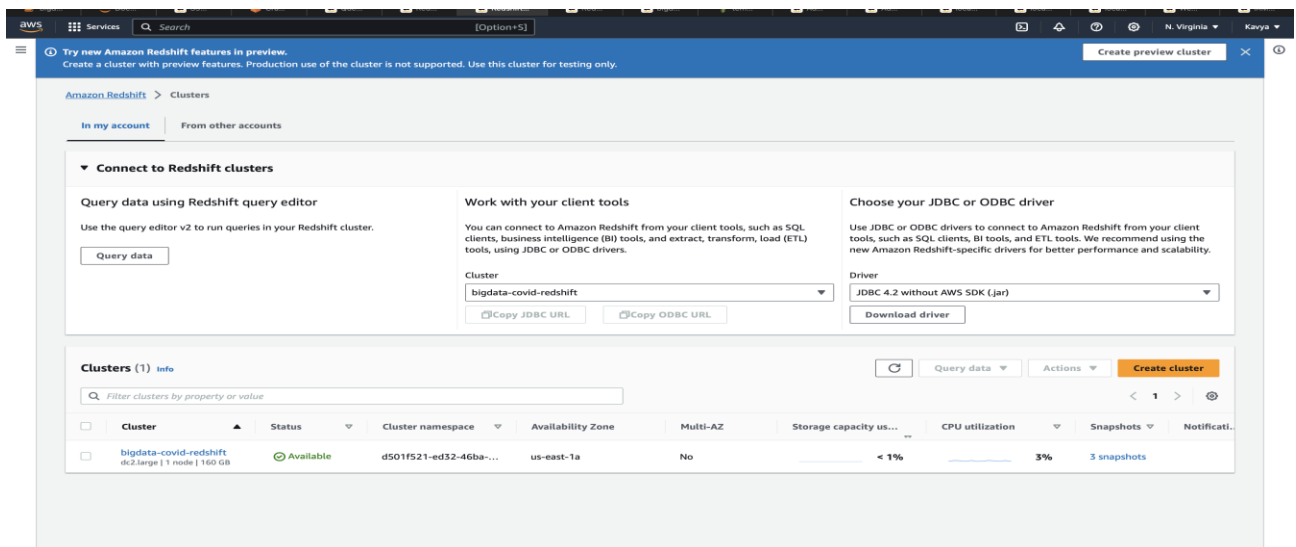 aws
Services
Search
[Option+S]
N. Virginia
Kavya
Try new Amazon Redshift features in preview.
Create a cluster with preview features. Production use of the cluster is not supported. Use this cluster for testing only.
Create preview cluster
Amazon Redshift > Clusters
In my account
From other accounts
Connect to Redshift clusters
Query data using Redshift query editor
Use the query editor v2 to run queries in your Redshift cluster.
Query data
Work with your client tools
You can connect to Amazon Redshift from your client tools, such as SQL
clients, business intelligence (BI) tools, and extract, transform, load (ETL)
tools, using JDBC or ODBC drivers.
Cluster
bigdata-covid-redshift
Copy JDBC URL
Copy ODBC URL
Choose your JDBC or ODBC driver
Use JDBC or ODBC drivers to connect to Amazon Redshift from your client
tools, such as SQL clients, BI tools, and ETL tools. We recommend using the
new Amazon Redshift-specific drivers for better performance and scalability.
Driver
JDBC 4.2 without AWS SDK (.jar)
Download driver
Clusters (1) Info
Query data
Actions
Create cluster
Filter clusters by property or value
< 1 >
Cluster Status Cluster namespace Availability Zone Multi-AZ Storage capacity us... CPU utilization Snapshots Notificati..
bigdata-covid-redshift Available d501f521-ed32-46ba-... us-east-1a No < 1% 3% 3 snapshots
dc2.large | 1 node | 160 GB